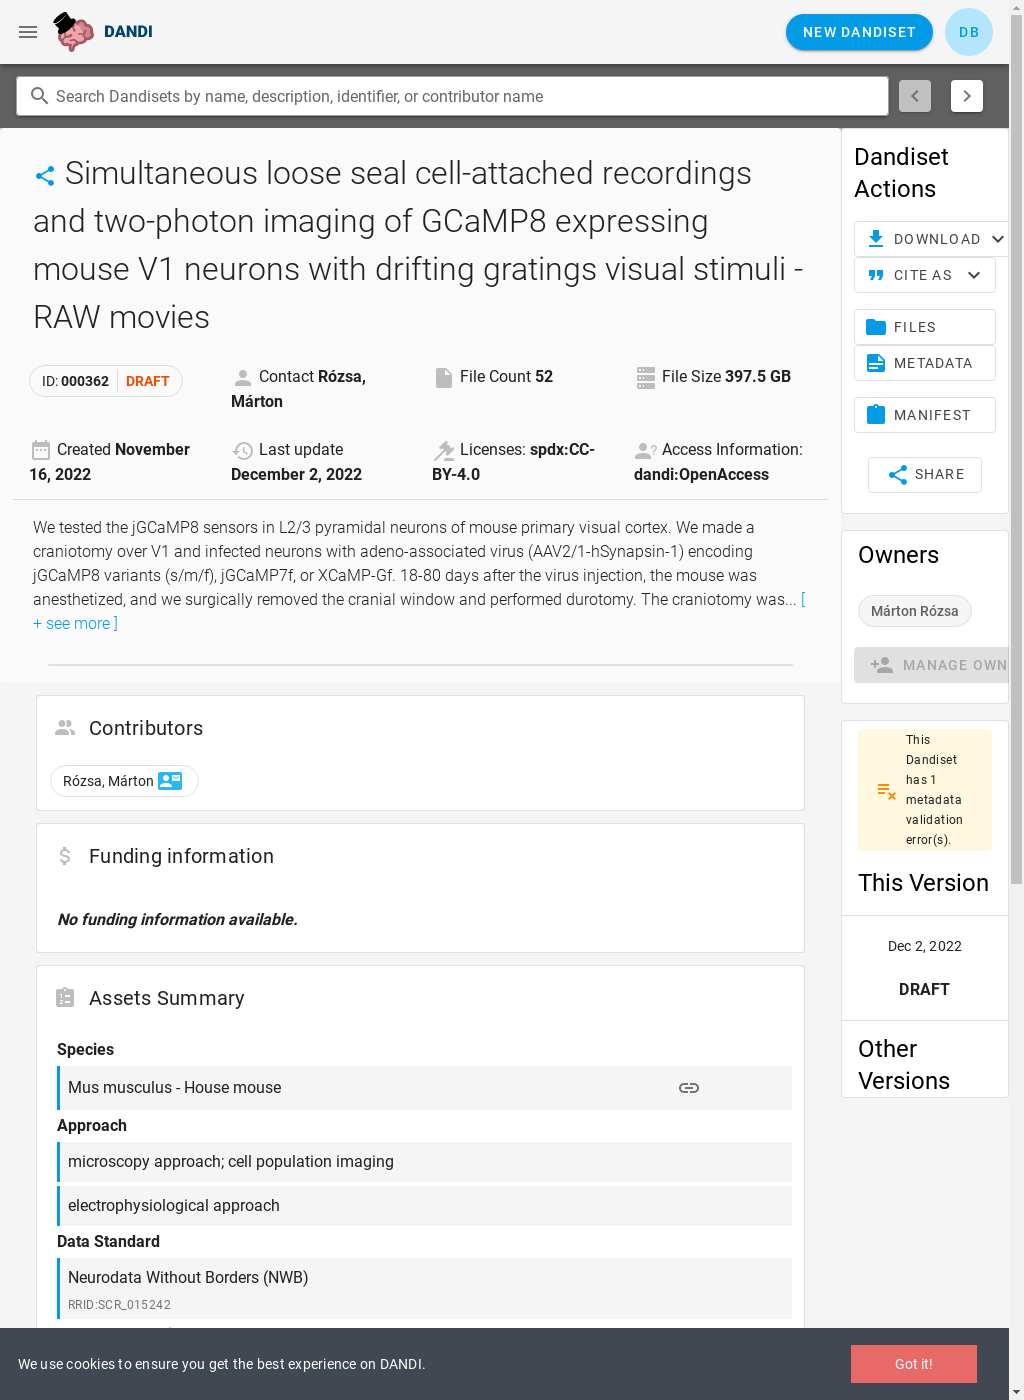 DANDI
NEW DANDISET
DB
Search Dandisets by name, description, identifier, or contributor name
Simultaneous loose seal cell-attached recordings
and two-photon imaging of GCaMP8 expressing
mouse V1 neurons with drifting gratings visual stimuli -
RAW movies
ID: 000362 DRAFT
Contact Rózsa,
Márton
File Count 52
File Size 397.5 GB
Created November
16, 2022
Last update
December 2, 2022
Licenses: spdx:CC-
BY-4.0
Access Information:
dandi:OpenAccess
We tested the jGCaMP8 sensors in L2/3 pyramidal neurons of mouse primary visual cortex. We made a
craniotomy over V1 and infected neurons with adeno-associated virus (AAV2/1-hSynapsin-1) encoding
jGCaMP8 variants (s/m/f), jGCaMP7f, or XCaMP-Gf. 18-80 days after the virus injection, the mouse was
anesthetized, and we surgically removed the cranial window and performed durotomy. The craniotomy was... [
+ see more ]
Contributors
Rózsa, Márton
Funding information
No funding information available.
Assets Summary
Species
Mus musculus - House mouse
Approach
microscopy approach; cell population imaging
electrophysiological approach
Data Standard
Neurodata Without Borders (NWB)
RRID:SCR_015242
Dandiset
Actions
DOWNLOAD
CITE AS
FILES
METADATA
MANIFEST
SHARE
Owners
Márton Rózsa
MANAGE OWN
This
Dandiset
has 1
metadata
validation
error(s).
This Version
Dec 2, 2022
DRAFT
Other
Versions
We use cookies to ensure you get the best experience on DANDI.
Got it!